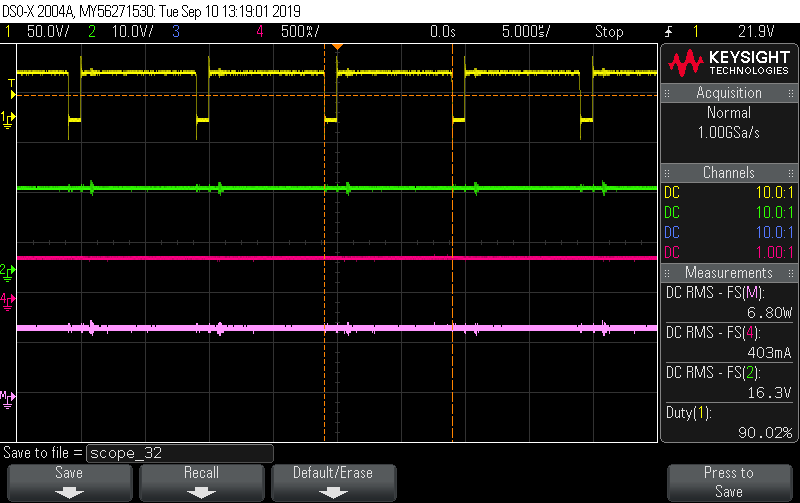 DSO-X 2004A, MY56271530: Tue Sep 10 13:19:01 2019
1 50.0V/ 2 10.0V/ 3 4 500mA/ 0.0s 5.000us/ Stop 1 21.9V
KEYSIGHT
TECHNOLOGIES
Acquisition
Normal
1.00GSa/s
Channels
DC 10.0:1
DC 10.0:1
DC 10.0:1
DC 1.00:1
Measurements
DC RMS - FS(M):
6.80W
DC RMS - FS(4):
403mA
DC RMS - FS(2):
16.3V
Duty(1):
90.02%
T
1
2
4
M
Save to file = scope_32
Save
Recall
Default/Erase
Press to
Save